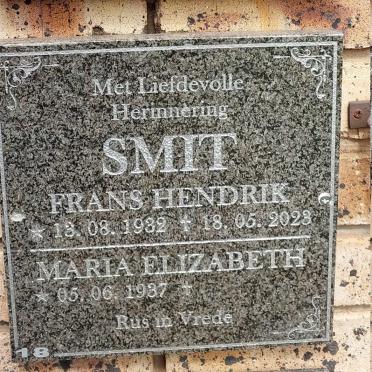 Met Liefdevolle
Herinnering
SMIT
FRANS HENDRIK
* 13. 08. 1932 † 18. 05. 2023
MARIA ELIZABETH
* 05. 06. 1937 †
Rus in Vrede
18